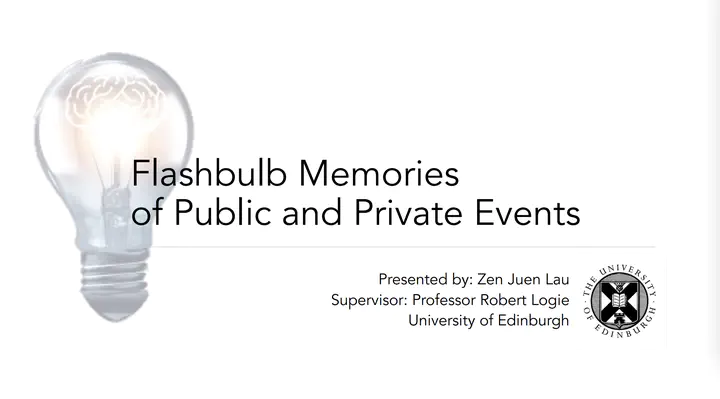 Flashbulb Memories
of Public and Private Events
Presented by: Zen Juen Lau
Supervisor: Professor Robert Logie
University of Edinburgh
THE UNIVERSITY OF EDINBURGH